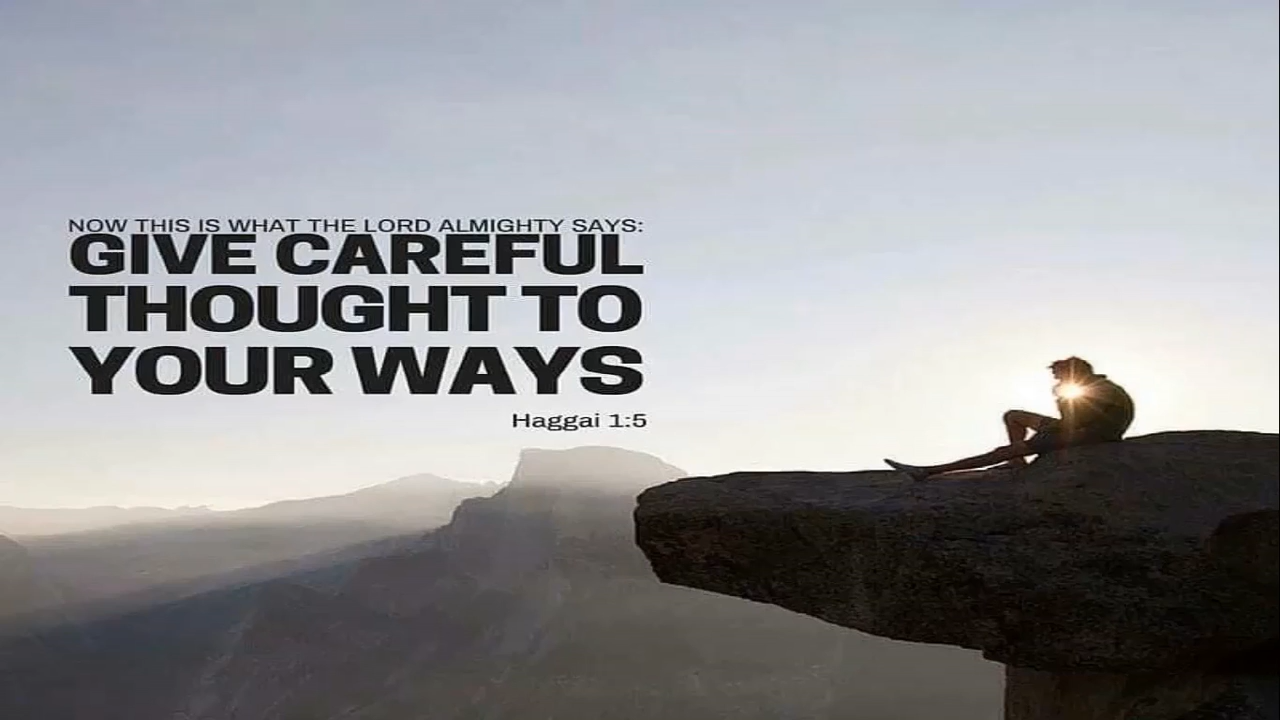 NOW THIS IS WHAT THE LORD ALMIGHTY SAYS:
GIVE CAREFUL
THOUGHT TO
YOUR WAYS
Haggai 1:5